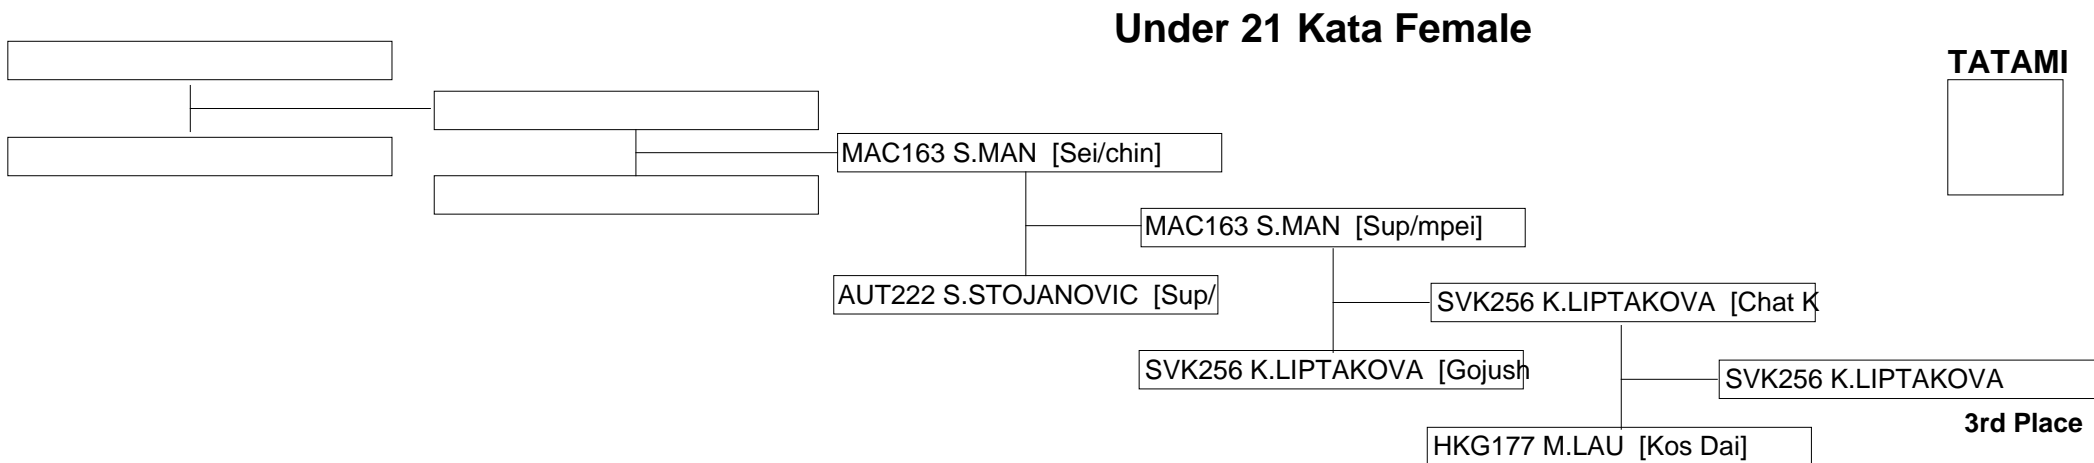 Under 21 Kata Female
TATAMI
MAC163 S.MAN [Sei/chin]
MAC163 S.MAN [Sup/mpei]
AUT222 S.STOJANOVIC [Sup/
SVK256 K.LIPTAKOVA [Chat K
SVK256 K.LIPTAKOVA [Gojush
SVK256 K.LIPTAKOVA
3rd Place
HKG177 M.LAU [Kos Dai]